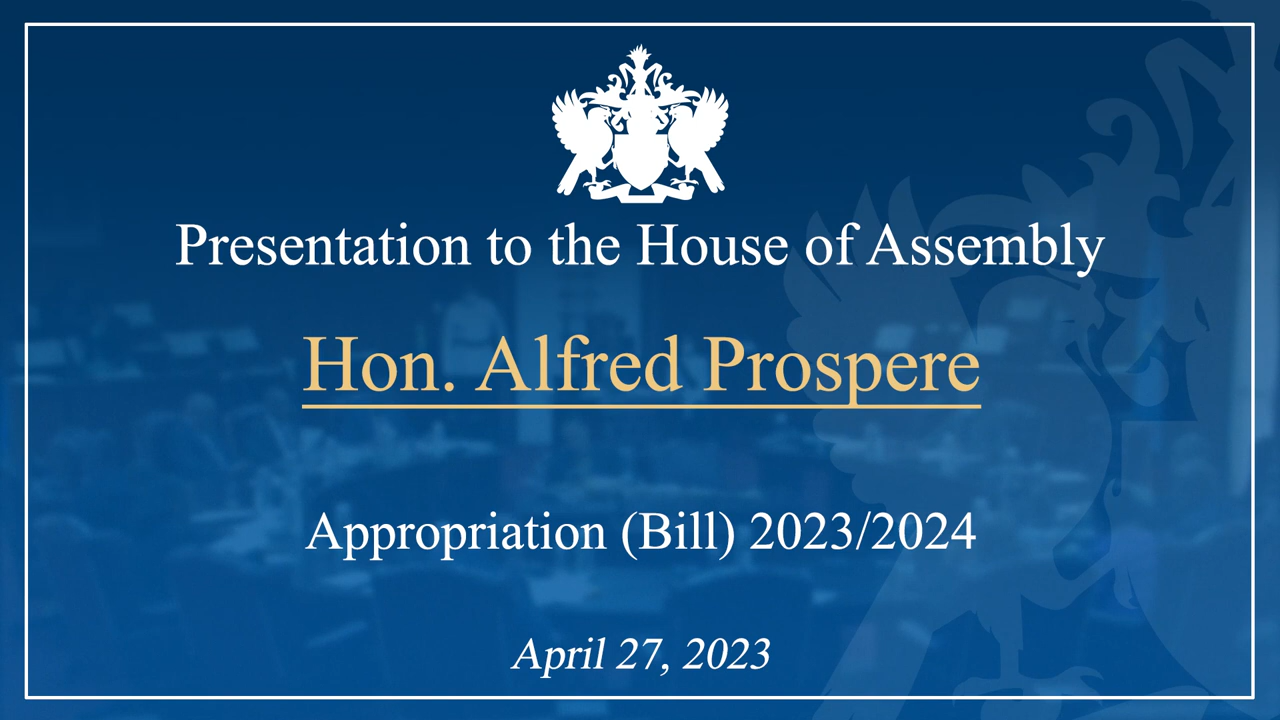 Presentation to the House of Assembly
Hon. Alfred Prospere
Appropriation (Bill) 2023/2024
April 27, 2023